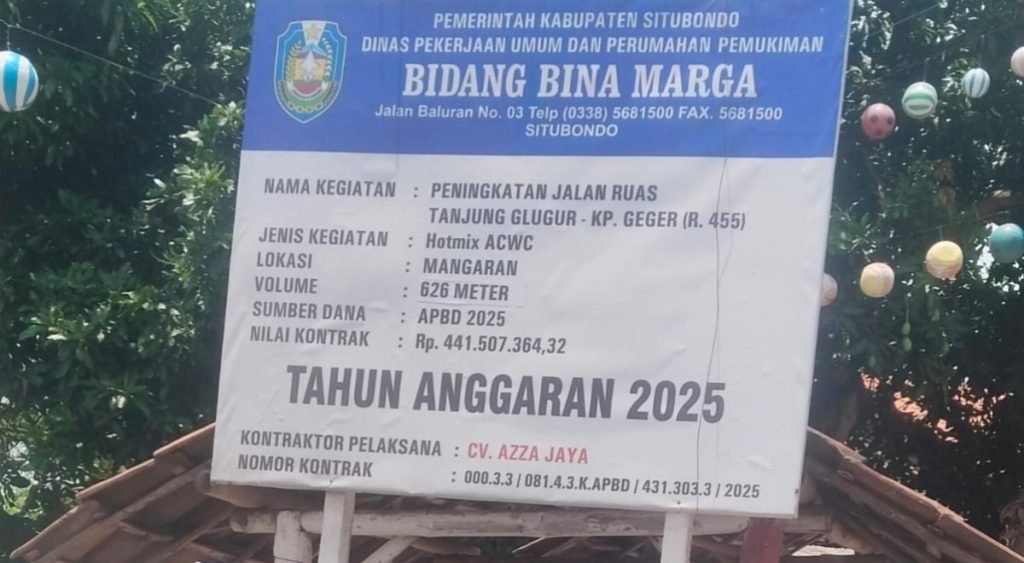 PEMERINTAH KABUPATEN SITUBONDO
DINAS PEKERJAAN UMUM DAN PERUMAHAN PEMUKIMAN
BIDANG BINA MARGA
Jalan Baluran No. 03 Telp (0338) 5681500 FAX. 5681500
SITUBONDO
NAMA KEGIATAN : PENINGKATAN JALAN RUAS
TANJUNG GLUGUR - KP. GEGER (R. 455)
JENIS KEGIATAN : Hotmix ACWC
LOKASI : MANGARAN
VOLUME : 626 METER
SUMBER DANA : APBD 2025
NILAI KONTRAK : Rp. 441.507.364,32
TAHUN ANGGARAN 2025
KONTRAKTOR PELAKSANA : CV. AZZA JAYA
NOMOR KONTRAK : 000.3.3 / 081.4.3.K.APBD / 431.303.3 / 2025